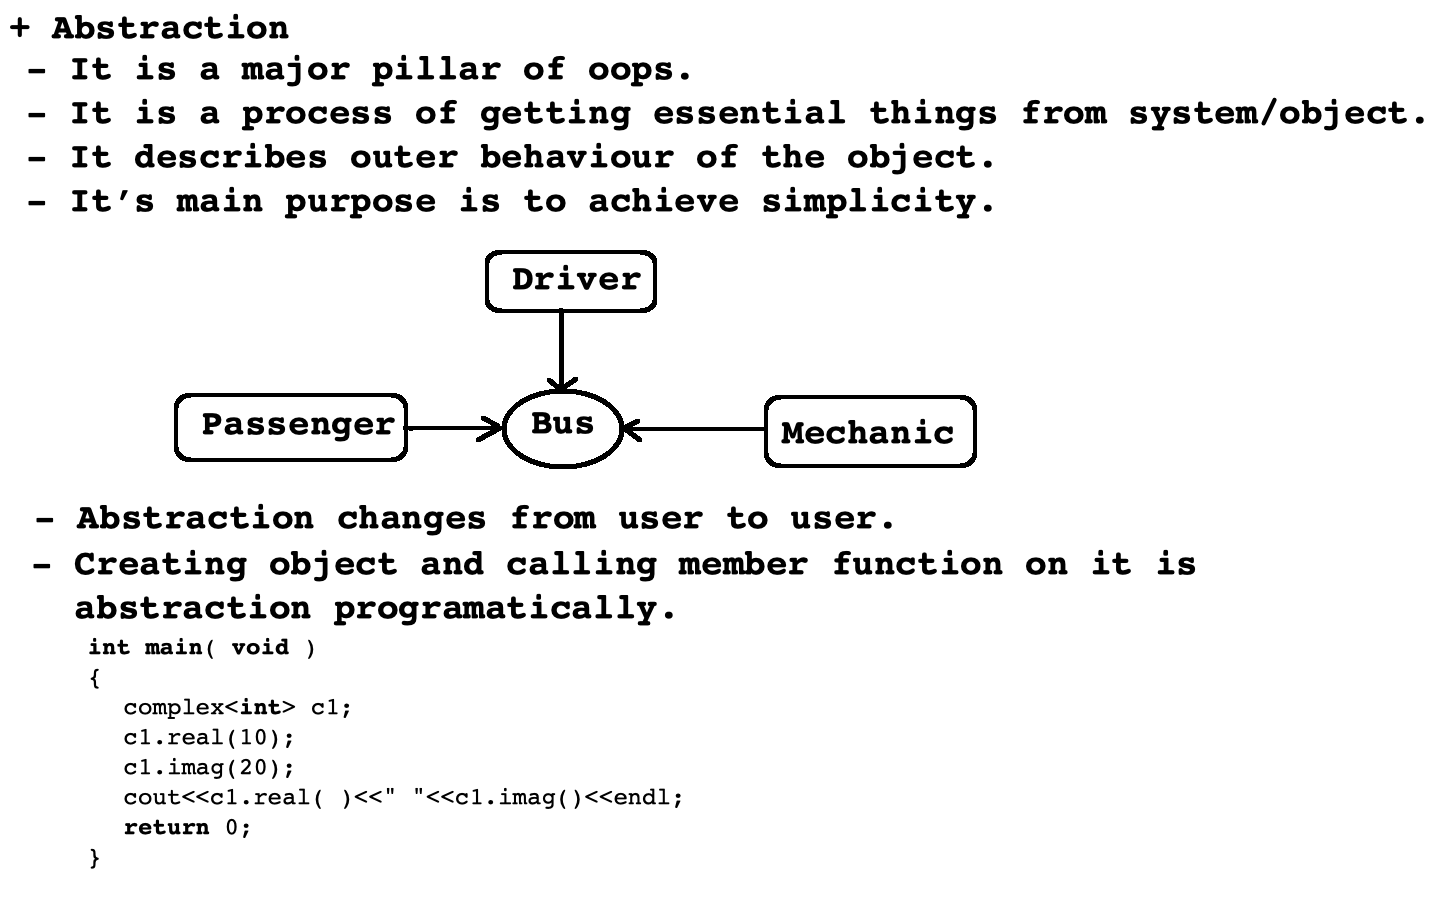 + Abstraction
- It is a major pillar of oops.
- It is a process of getting essential things from system/object.
- It describes outer behaviour of the object.
- It’s main purpose is to achieve simplicity.
Driver
Passenger
Bus
Mechanic
- Abstraction changes from user to user.
- Creating object and calling member function on it is
abstraction programatically.
int main( void )
{
complex<int> c1;
c1.real(10);
c1.imag(20);
cout<<c1.real( )<<" "<<c1.imag()<<endl;
return 0;
}